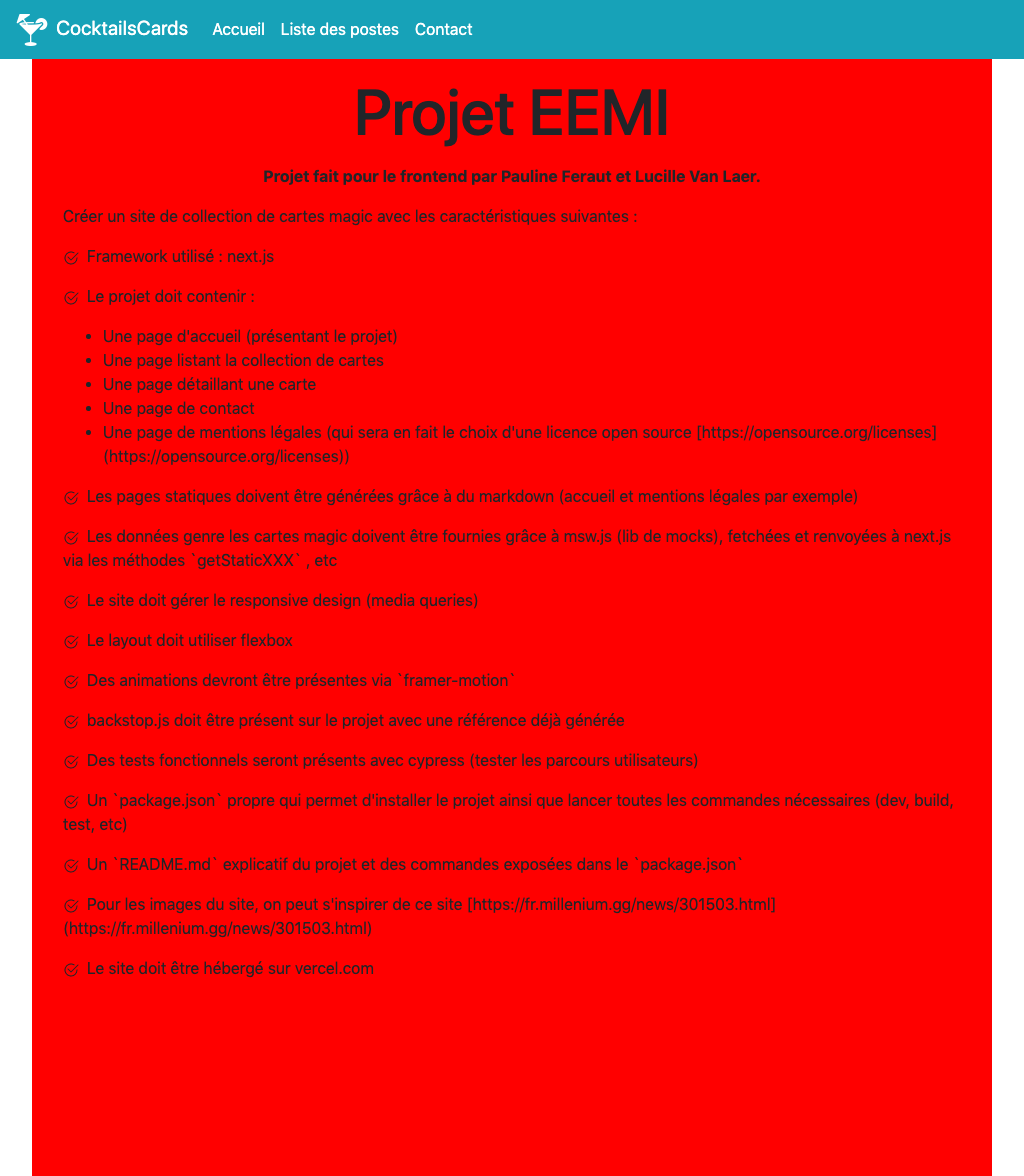 CocktailsCards Accueil Liste des postes Contact
Projet EEMI
Projet fait pour le frontend par Pauline Feraut et Lucille Van Laer.
Créer un site de collection de cartes magic avec les caractéristiques suivantes :
Framework utilisé : next.js
Le projet doit contenir :
• Une page d'accueil (présentant le projet)
• Une page listant la collection de cartes
• Une page détaillant une carte
• Une page de contact
• Une page de mentions légales (qui sera en fait le choix d'une licence open source [https://opensource.org/licenses]
(https://opensource.org/licenses))
Les pages statiques doivent être générées grâce à du markdown (accueil et mentions légales par exemple)
Les données genre les cartes magic doivent être fournies grâce à msw.js (lib de mocks), fetchées et renvoyées à next.js
via les méthodes `getStaticXXX` , etc
Le site doit gérer le responsive design (media queries)
Le layout doit utiliser flexbox
Des animations devront être présentes via `framer-motion`
backstop.js doit être présent sur le projet avec une référence déjà générée
Des tests fonctionnels seront présents avec cypress (tester les parcours utilisateurs)
Un `package.json` propre qui permet d'installer le projet ainsi que lancer toutes les commandes nécessaires (dev, build,
test, etc)
Un `README.md` explicatif du projet et des commandes exposées dans le `package.json`
Pour les images du site, on peut s'inspirer de ce site [https://fr.millenium.gg/news/301503.html]
(https://fr.millenium.gg/news/301503.html)
Le site doit être hébergé sur vercel.com